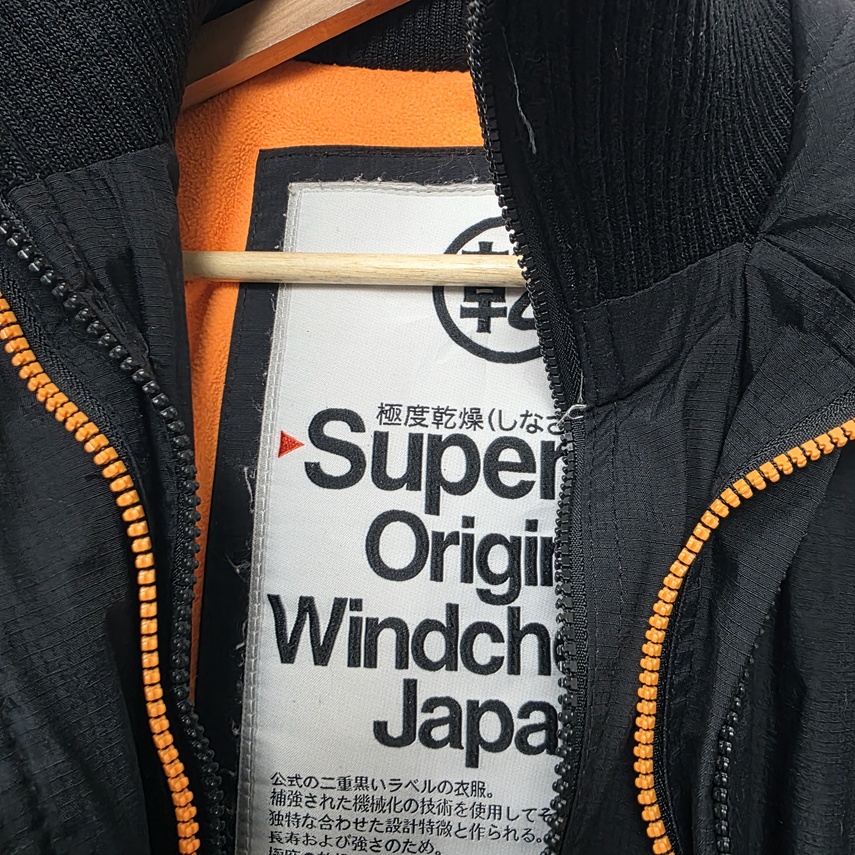 乾
極度乾燥(しなさ
Super
Origin
Windche
Japa
公式の二重黒いラベルの衣服。
補強された機械化の技術を使用してそ
独特な合わせた設計特徴と作られる。
長寿および強さのため。